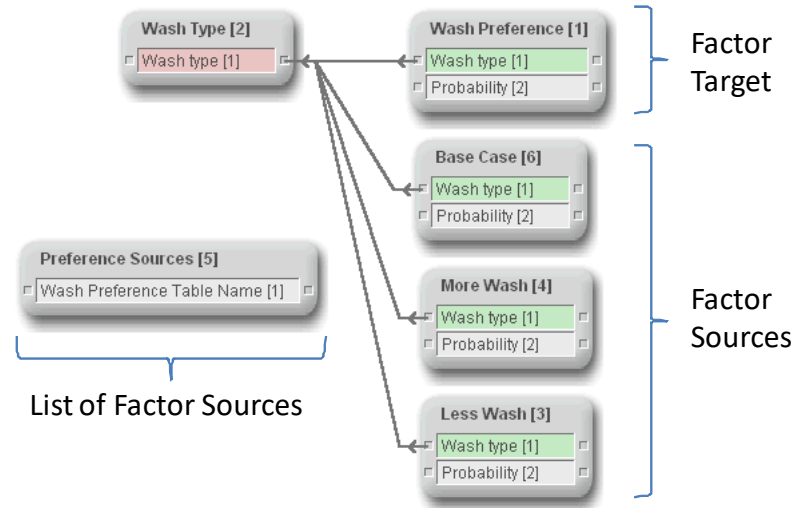 Wash Type [2]
Wash type [1]
Wash Preference [1]
Wash type [1]
Probability [2]
Factor
Target
Base Case [6]
Wash type [1]
Probability [2]
Preference Sources [5]
Wash Preference Table Name [1]
List of Factor Sources
More Wash [4]
Wash type [1]
Probability [2]
Less Wash [3]
Wash type [1]
Probability [2]
Factor
Sources